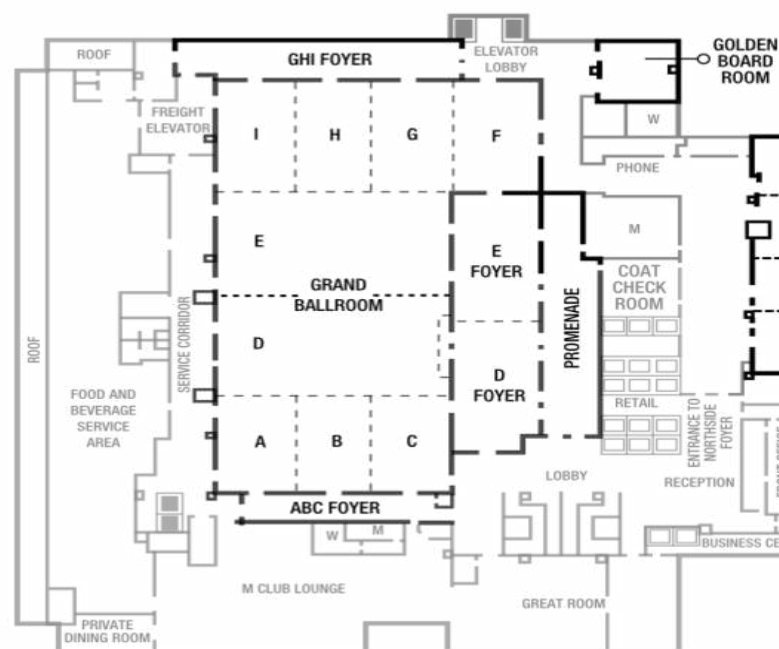 ROOF
GHI FOYER
ELEVATOR
LOBBY
GOLDEN
BOARD
ROOM
FREIGHT
ELEVATOR
I
H
G
F
W
PHONE
E
E
FOYER
M
GRAND
BALLROOM
COAT
CHECK
ROOM
PROMENADE
SERVICE CORRIDOR
ROOF
D
D
FOYER
FOOD AND
BEVERAGE
SERVICE
AREA
RETAIL
ENTRANCE TO
NORTHSIDE
FOYER
A
B
C
LOBBY
RECEPTION
ABC FOYER
W
M
BUSINESS CE
M CLUB LOUNGE
GREAT ROOM
PRIVATE
DINING ROOM